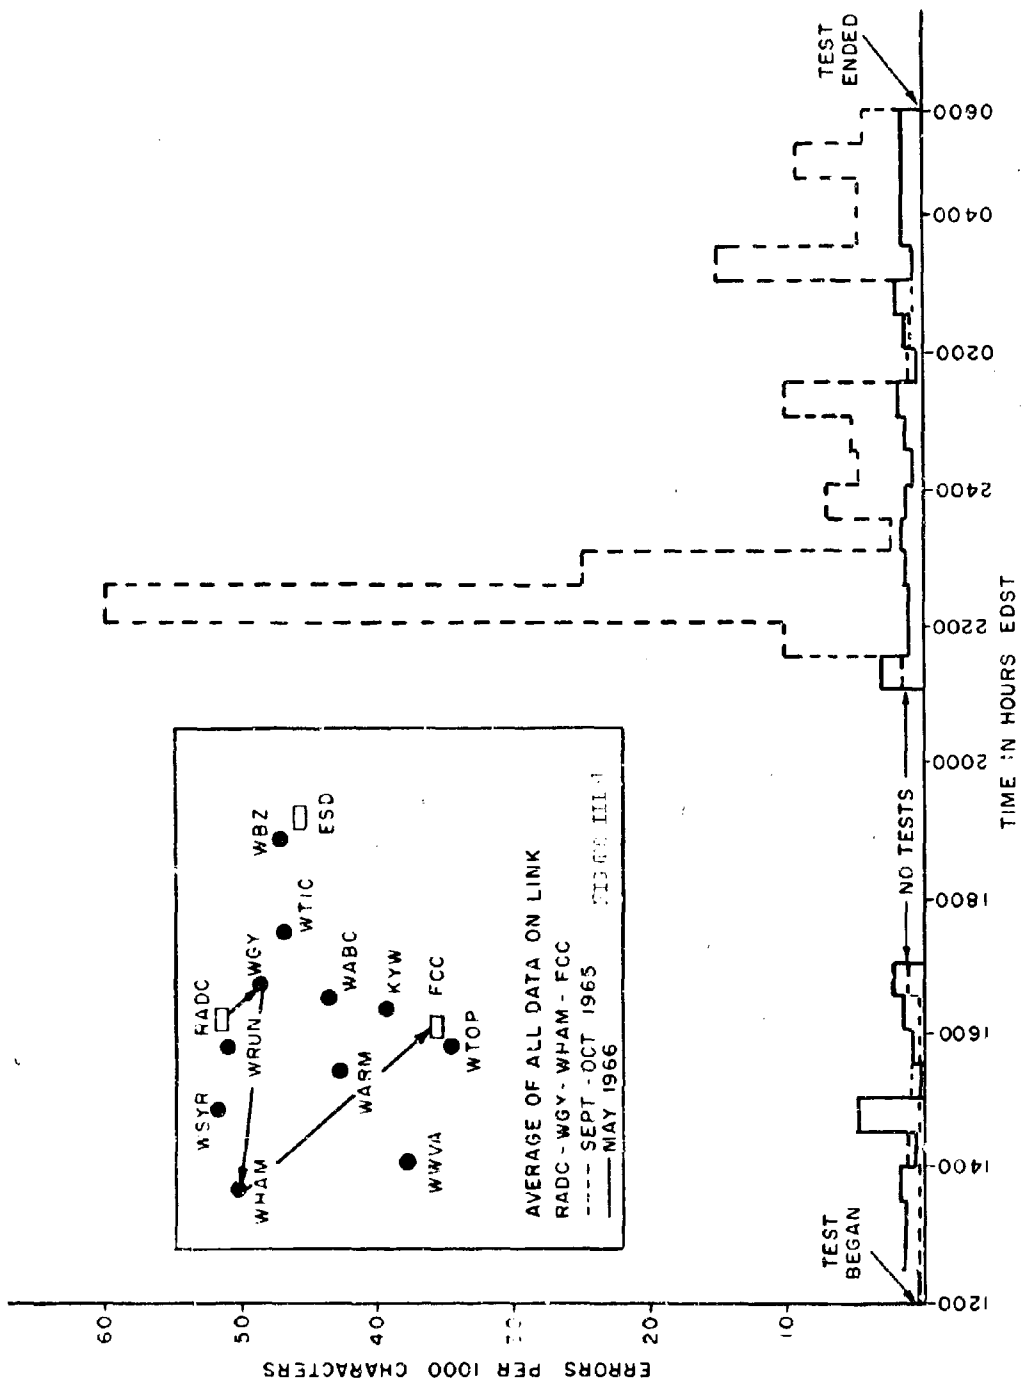 ERRORS PER 1000 CHARACTERS
60
50
40
20
10
RADC
WSYR
WRUN
WGY
WHAM
WBZ
ESD
WTIC
WABC
KYW
FCC
WARM
WTOP
WWVA
AVERAGE OF ALL DATA ON LINK
RADC-WGY-WHAM-FCC
---- SEPT-OCT 1965
—— MAY 1966
TEST
BEGAN
NO TESTS
TEST
ENDED
1200
1400
1600
1800
2000
2200
2400
0200
0400
0600
TIME IN HOURS EDST